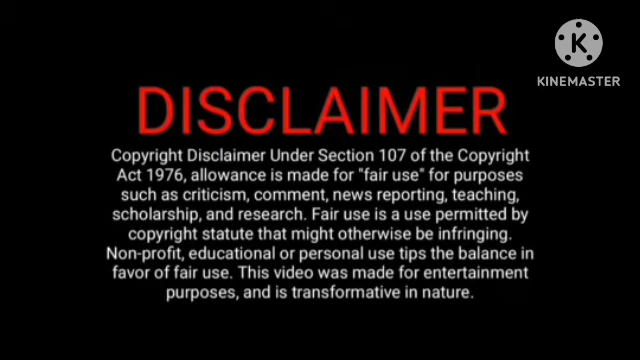 K
KINEMASTER
DISCLAIMER
Copyright Disclaimer Under Section 107 of the Copyright
Act 1976, allowance is made for "fair use" for purposes
such as criticism, comment, news reporting, teaching,
scholarship, and research. Fair use is a use permitted by
copyright statute that might otherwise be infringing.
Non-profit, educational or personal use tips the balance in
favor of fair use. This video was made for entertainment
purposes, and is transformative in nature.